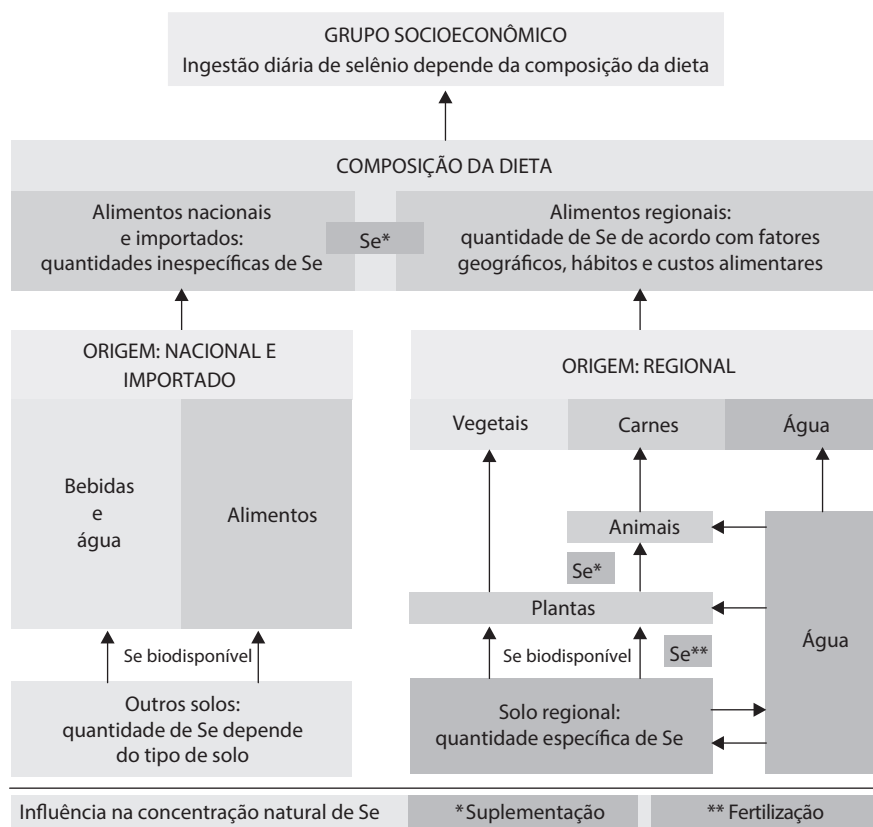 GRUPO SOCIOECONÔMICO
Ingestão diária de selênio depende da composição da dieta
COMPOSIÇÃO DA DIETA
Alimentos nacionais
e importados:
quantidades inespecíficas de Se
Se*
Alimentos regionais:
quantidade de Se de acordo com fatores
geográficos, hábitos e custos alimentares
ORIGEM: NACIONAL E
IMPORTADO
Bebidas
e
água
Alimentos
Se biodisponível
Outros solos:
quantidade de Se depende
do tipo de solo
ORIGEM: REGIONAL
Vegetais
Carnes
Água
Animais
Se*
Plantas
Se biodisponível
Se**
Água
Solo regional:
quantidade específica de Se
Influência na concentração natural de Se
*Suplementação
** Fertilização